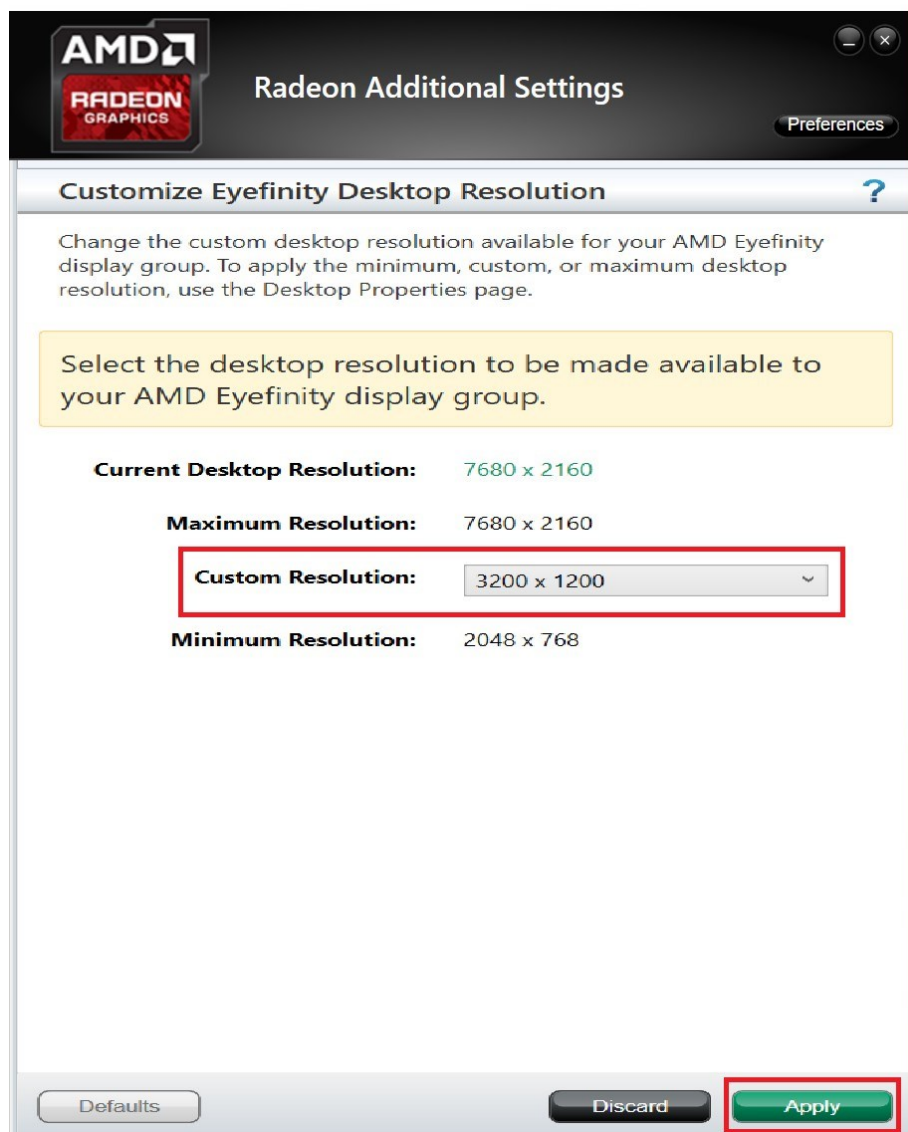 AMD
RADEON
GRAPHICS
Radeon Additional Settings
Preferences
Customize Eyefinity Desktop Resolution
?
Change the custom desktop resolution available for your AMD Eyefinity
display group. To apply the minimum, custom, or maximum desktop
resolution, use the Desktop Properties page.
Select the desktop resolution to be made available to
your AMD Eyefinity display group.
Current Desktop Resolution: 7680 x 2160
Maximum Resolution: 7680 x 2160
Custom Resolution: 3200 x 1200
Minimum Resolution: 2048 x 768
Defaults Discard Apply